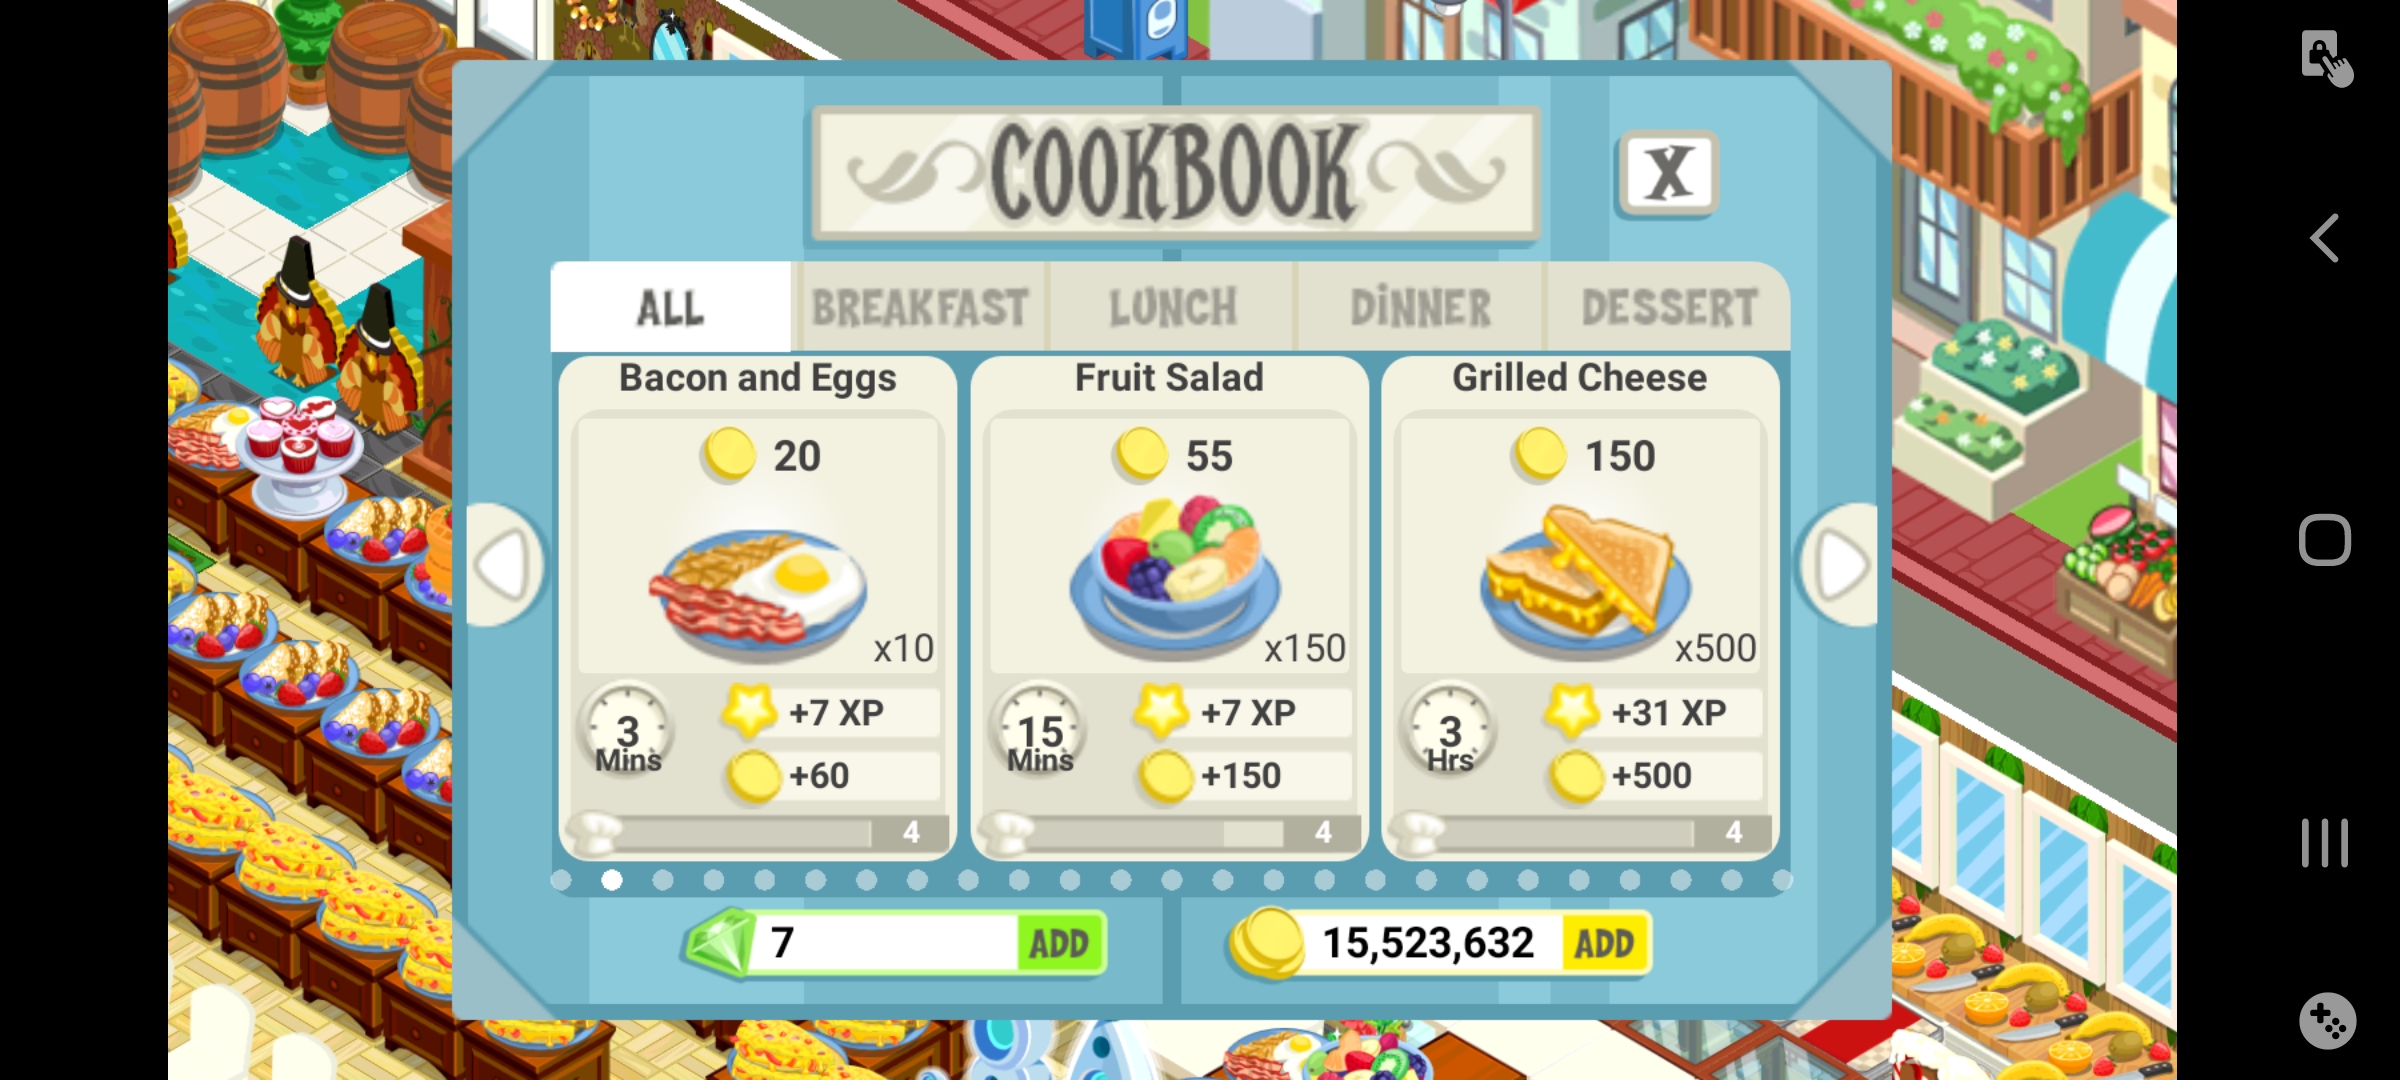 COOKBOOK
X
ALL
BREAKFAST
LUNCH
DINNER
DESSERT
Bacon and Eggs
20
x10
3
Mins
+7 XP
+60
4
Fruit Salad
55
x150
15
Mins
+7 XP
+150
4
Grilled Cheese
150
x500
3
Hrs
+31 XP
+500
4
7
ADD
15,523,632
ADD